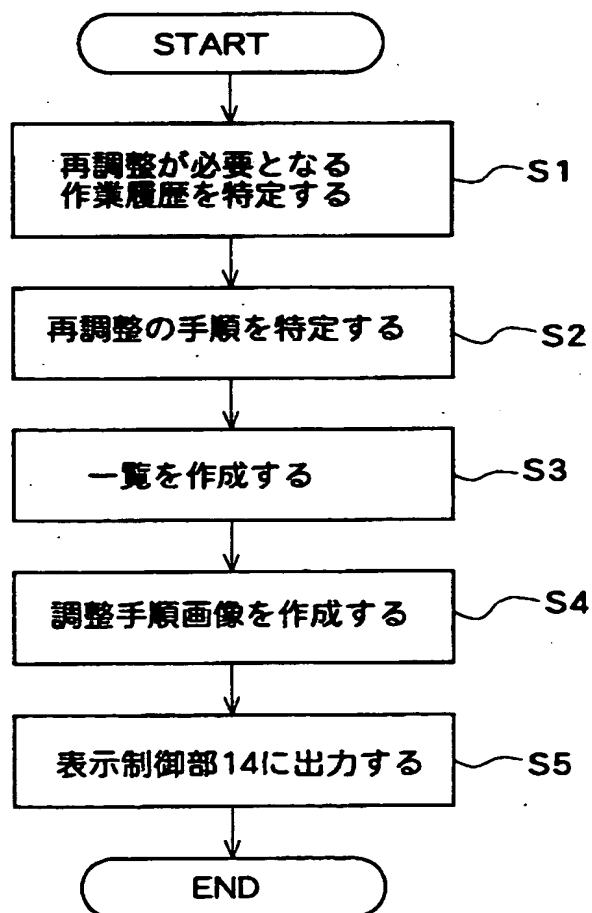 START
再調整が必要となる
作業履歴を特定する
S1
再調整の手順を特定する
S2
一覧を作成する
S3
調整手順画像を作成する
S4
表示制御部14に出力する
S5
END